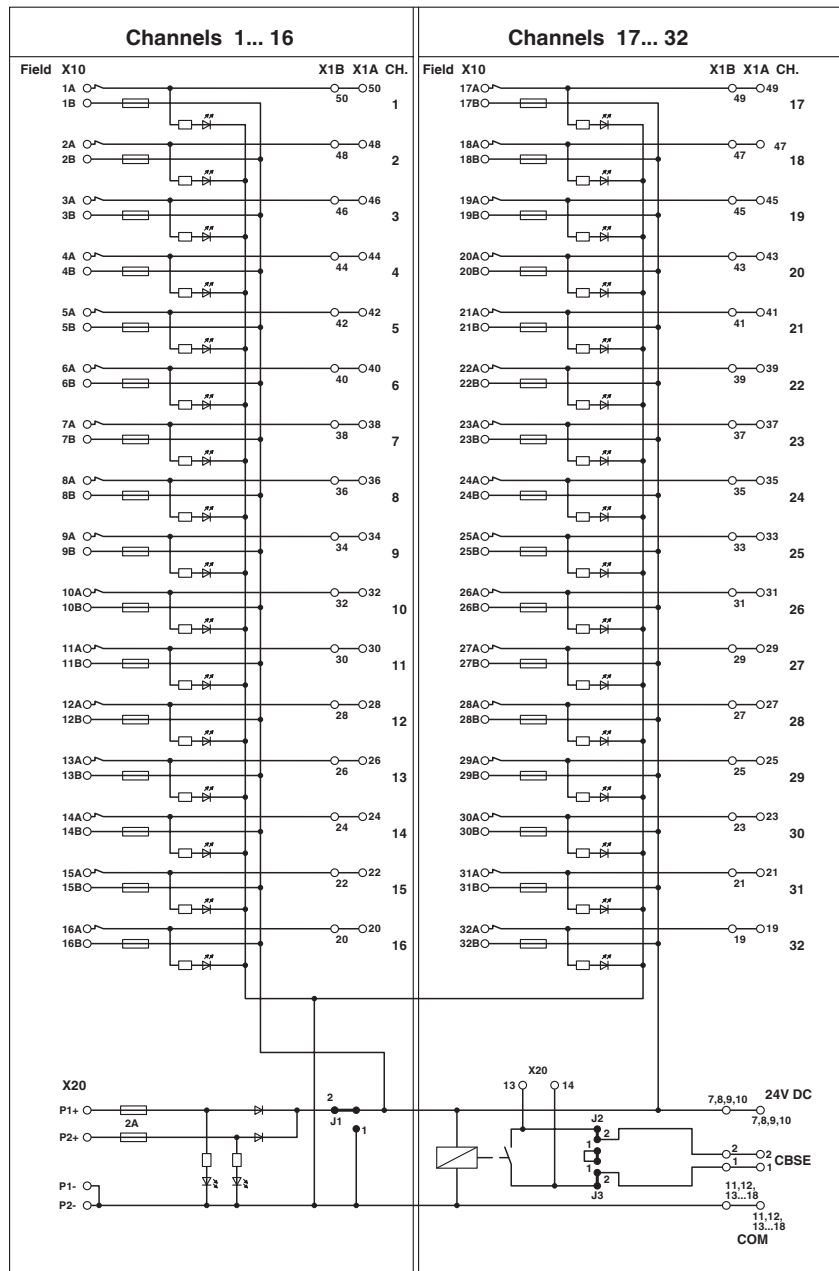 Channels 1... 16
Field X10 X1B X1A CH.
1A 50
1B 50 1
2A 48
2B 48 2
3A 46
3B 46 3
4A 44
4B 44 4
5A 42
5B 42 5
6A 40
6B 40 6
7A 38
7B 38 7
8A 36
8B 36 8
9A 34
9B 34 9
10A 32
10B 32 10
11A 30
11B 30 11
12A 28
12B 28 12
13A 26
13B 26 13
14A 24
14B 24 14
15A 22
15B 22 15
16A 20
16B 20 16
Channels 17... 32
Field X10 X1B X1A CH.
17A 49
17B 49 17
18A 47
18B 47 18
19A 45
19B 45 19
20A 43
20B 43 20
21A 41
21B 41 21
22A 39
22B 39 22
23A 37
23B 37 23
24A 35
24B 35 24
25A 33
25B 33 25
26A 31
26B 31 26
27A 29
27B 29 27
28A 27
28B 27 28
29A 25
29B 25 29
30A 23
30B 23 30
31A 21
31B 21 31
32A 19
32B 19 32
X20
P1+
2A
P2+
P1-
P2-
2
J1
1
X20
13 14
J2
2
1
1
2
J3
7,8,9,10 24V DC
7,8,9,10
2 2
CBSE
1 1
11,12,
13...18
11,12,
13...18
COM